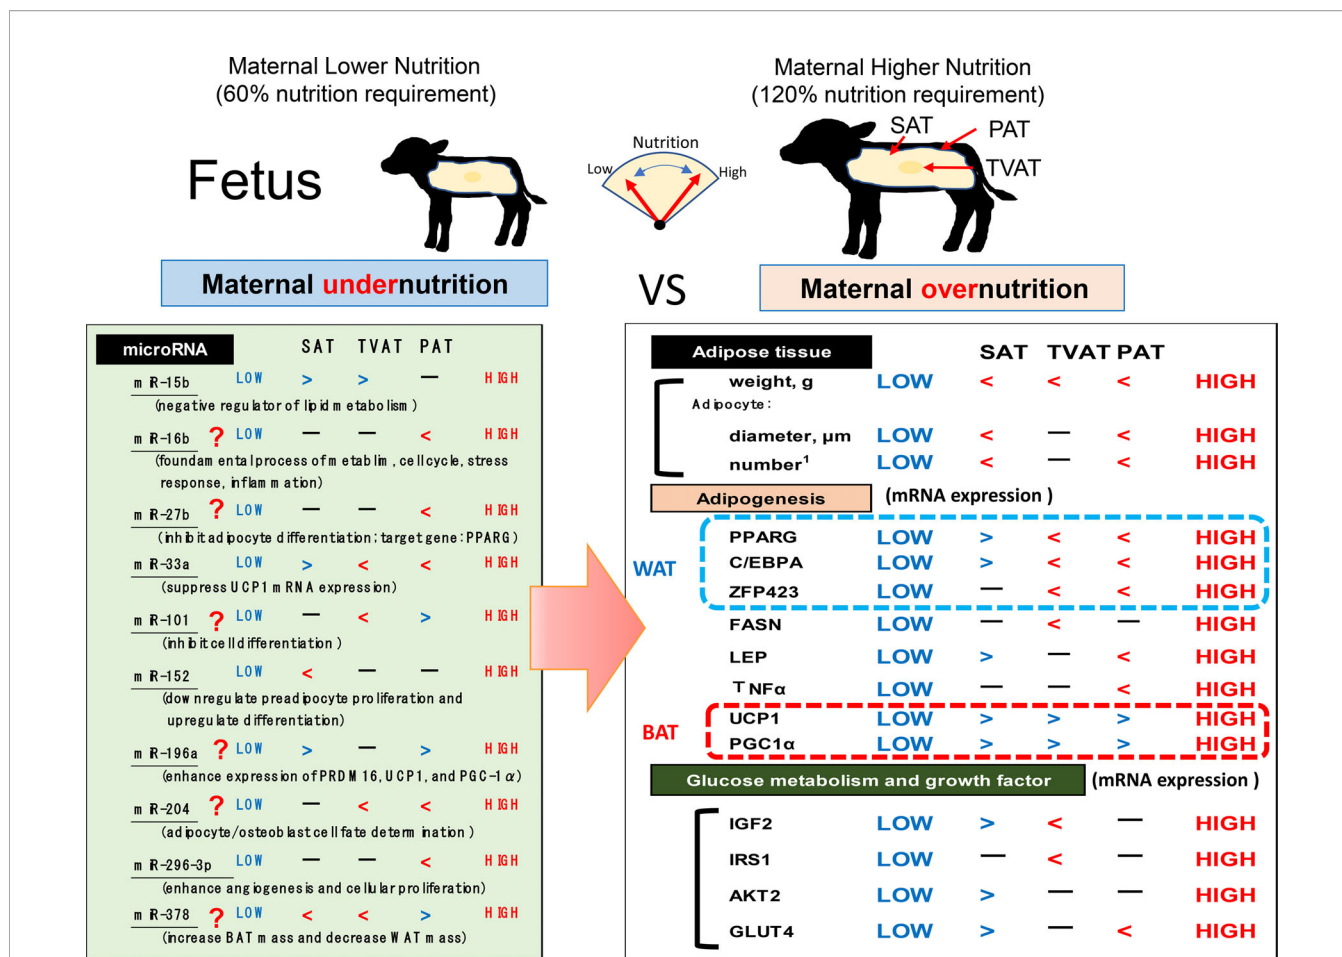 Maternal Lower Nutrition
(60% nutrition requirement)
Maternal Higher Nutrition
(120% nutrition requirement)
Fetus
Nutrition
Low
High
SAT
PAT
TVAT
Maternal undernutrition
VS
Maternal overnutrition
microRNA SAT TVAT PAT
miR-15b LOW > > — HIGH
(negative regulator of lipid metabolism)
miR-16b ? LOW — — < HIGH
(foundamental process of metablim, cell cycle, stress
response, inflammation)
miR-27b ? LOW — — < HIGH
(inhibit adipocyte differentiation; target gene: PPARG)
miR-33a LOW > < < HIGH
(suppress UCP1 mRNA expression)
miR-101 ? LOW — < > HIGH
(inhibit cell differentiation)
miR-152 LOW < — — HIGH
(downregulate preadipocyte proliferation and
upregulate differentiation)
miR-196a ? LOW > — > HIGH
(enhance expression of PRDM16, UCP1, and PGC-1α)
miR-204 ? LOW — < < HIGH
(adipocyte/osteoblast cell fate determination)
miR-296-3p LOW — — < HIGH
(enhance angiogenesis and cellular proliferation)
miR-378 ? LOW < < > HIGH
(increase BAT mass and decrease WAT mass)
Adipose tissue SAT TVAT PAT
weight, g LOW < < < HIGH
Adipocyte:
diameter, µm LOW < — < HIGH
number¹ LOW < — < HIGH
Adipogenesis (mRNA expression )
WAT
PPARG LOW > < < HIGH
C/EBPA LOW > < < HIGH
ZFP423 LOW — < < HIGH
FASN LOW — < — HIGH
LEP LOW > — < HIGH
TNFα LOW — — < HIGH
BAT
UCP1 LOW > > > HIGH
PGC1α LOW > > > HIGH
Glucose metabolism and growth factor (mRNA expression )
IGF2 LOW > < — HIGH
IRS1 LOW — < — HIGH
AKT2 LOW > — — HIGH
GLUT4 LOW > — < HIGH